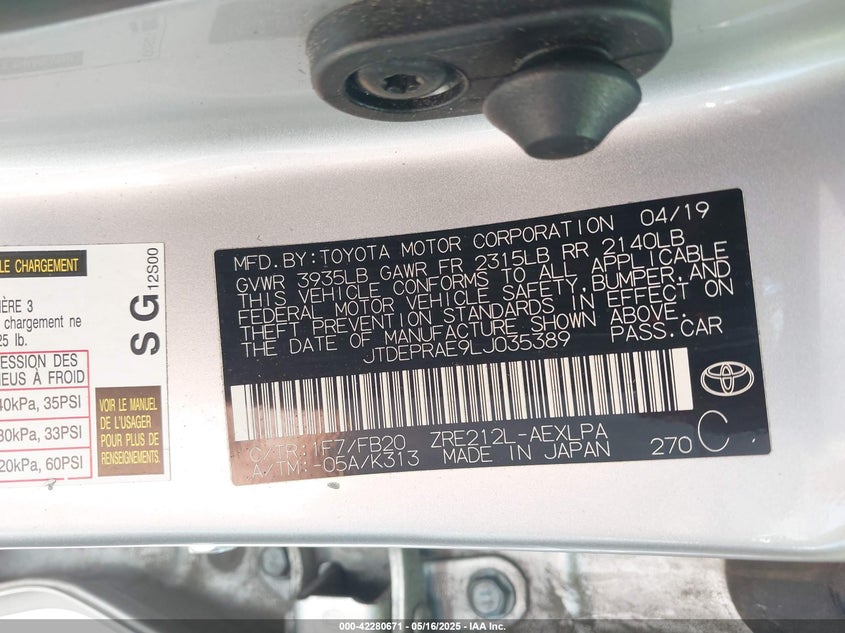 LE CHARGEMENT
IÈRE 3
chargement ne
25 lb.
ESSION DES
NEUS À FROID
40kPa, 35PSI
30kPa, 33PSI
20kPa, 60PSI
VOIR LE MANUEL
DE L'USAGER
POUR PLUS DE
RENSEIGNEMENTS.
SG 12S00
MFD. BY: TOYOTA MOTOR CORPORATION 04/19
GVWR 3935LB GAWR FR 2315LB RR 2140LB
THIS VEHICLE CONFORMS TO ALL APPLICABLE
FEDERAL MOTOR VEHICLE SAFETY, BUMPER, AND
THEFT PREVENTION STANDARDS IN EFFECT ON
THE DATE OF MANUFACTURE SHOWN ABOVE.
JTDEPRAE9LJ035389 PASS. CAR
C/TR: 1F7/FB20 ZRE212L-AEXLPA
A/TM: -05A/K313 MADE IN JAPAN 270 C
000-42280671 - 05/16/2025 - IAA Inc.